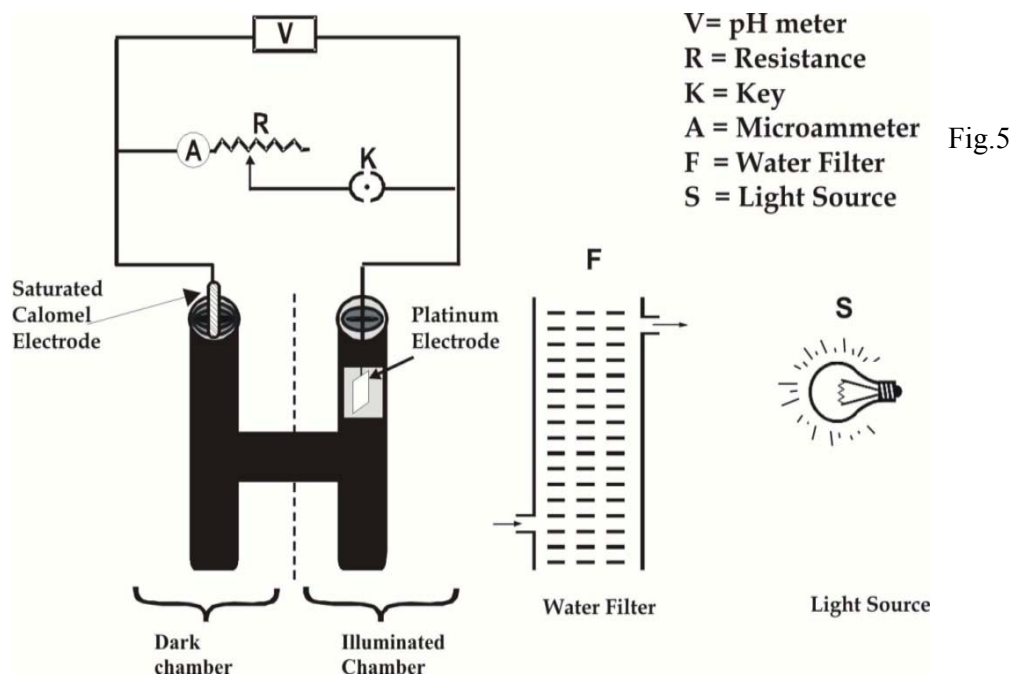 V= pH meter
R = Resistance
K = Key
A = Microammeter
F = Water Filter
S = Light Source
Fig.5
V
R
A
K
Saturated
Calomel
Electrode
Platinum
Electrode
F
S
Water Filter
Light Source
Dark
chamber
Illuminated
Chamber